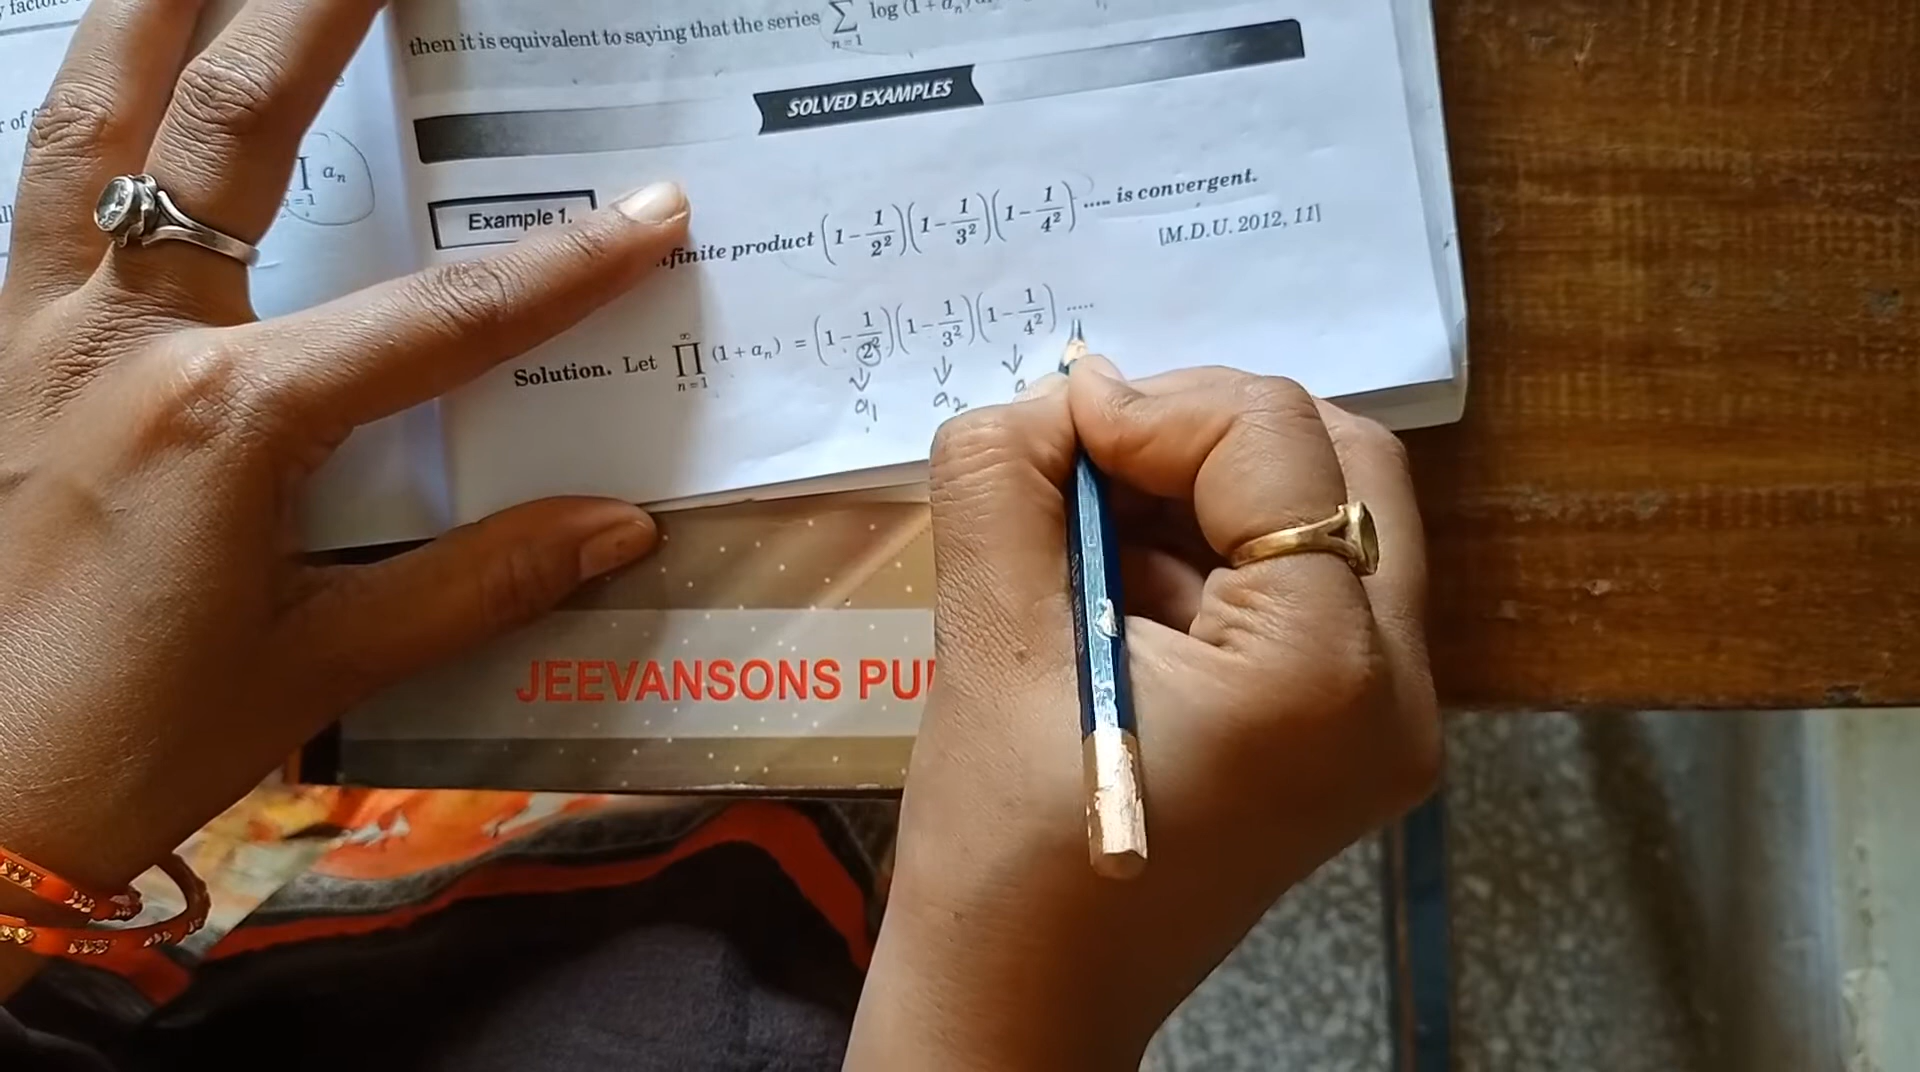 factors
then it is equivalent to saying that the series ∑ log (1 + aₙ)
n=1
SOLVED EXAMPLES
r of
∏ aₙ
=1
Example 1.
finite product (1 − 1/2²)(1 − 1/3²)(1 − 1/4²) ..... is convergent.
[M.D.U. 2012, 11]
Solution. Let ∞∏n=1 (1 + aₙ) = (1 − 1/2²)(1 − 1/3²)(1 − 1/4²) .....
↓ ↓ ↓
a₁ a₂ a
JEEVANSONS PU